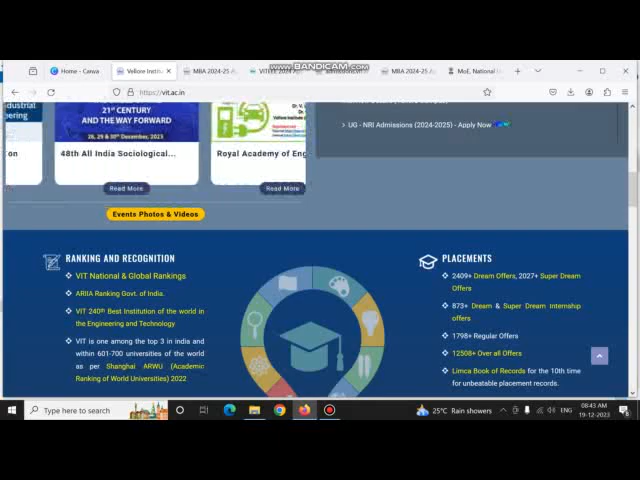 www.BANDICAM.com
Home - Canva
Vellore Instit
MBA 2024-25 A
VITEEE 2024 Ap
admissions.vit
MBA 2024-25 A
MoE, National
https://vit.ac.in
dustrial
ering
21ST CENTURY
AND THE WAY FORWARD
28, 29 & 30th December, 2023
on
48th All India Sociological...
Royal Academy of Eng
Read More
Read More
Events Photos & Videos
UG - NRI Admissions (2024-2025) - Apply Now
RANKING AND RECOGNITION
VIT National & Global Rankings
ARIIA Ranking Govt. of India.
VIT 240th Best Institution of the world in
the Engineering and Technology
VIT is one among the top 3 in india and
within 601-700 universities of the world
as per Shanghai ARWU (Academic
Ranking of World Universities) 2022
PLACEMENTS
2409+ Dream Offers, 2027+ Super Dream
Offers
873+ Dream & Super Dream Internship
offers
1798+ Regular Offers
12508+ Over all Offers
Limca Book of Records for the 10th time
for unbeatable placement records.
Type here to search
25°C Rain showers
ENG
08:43 AM
19-12-2023